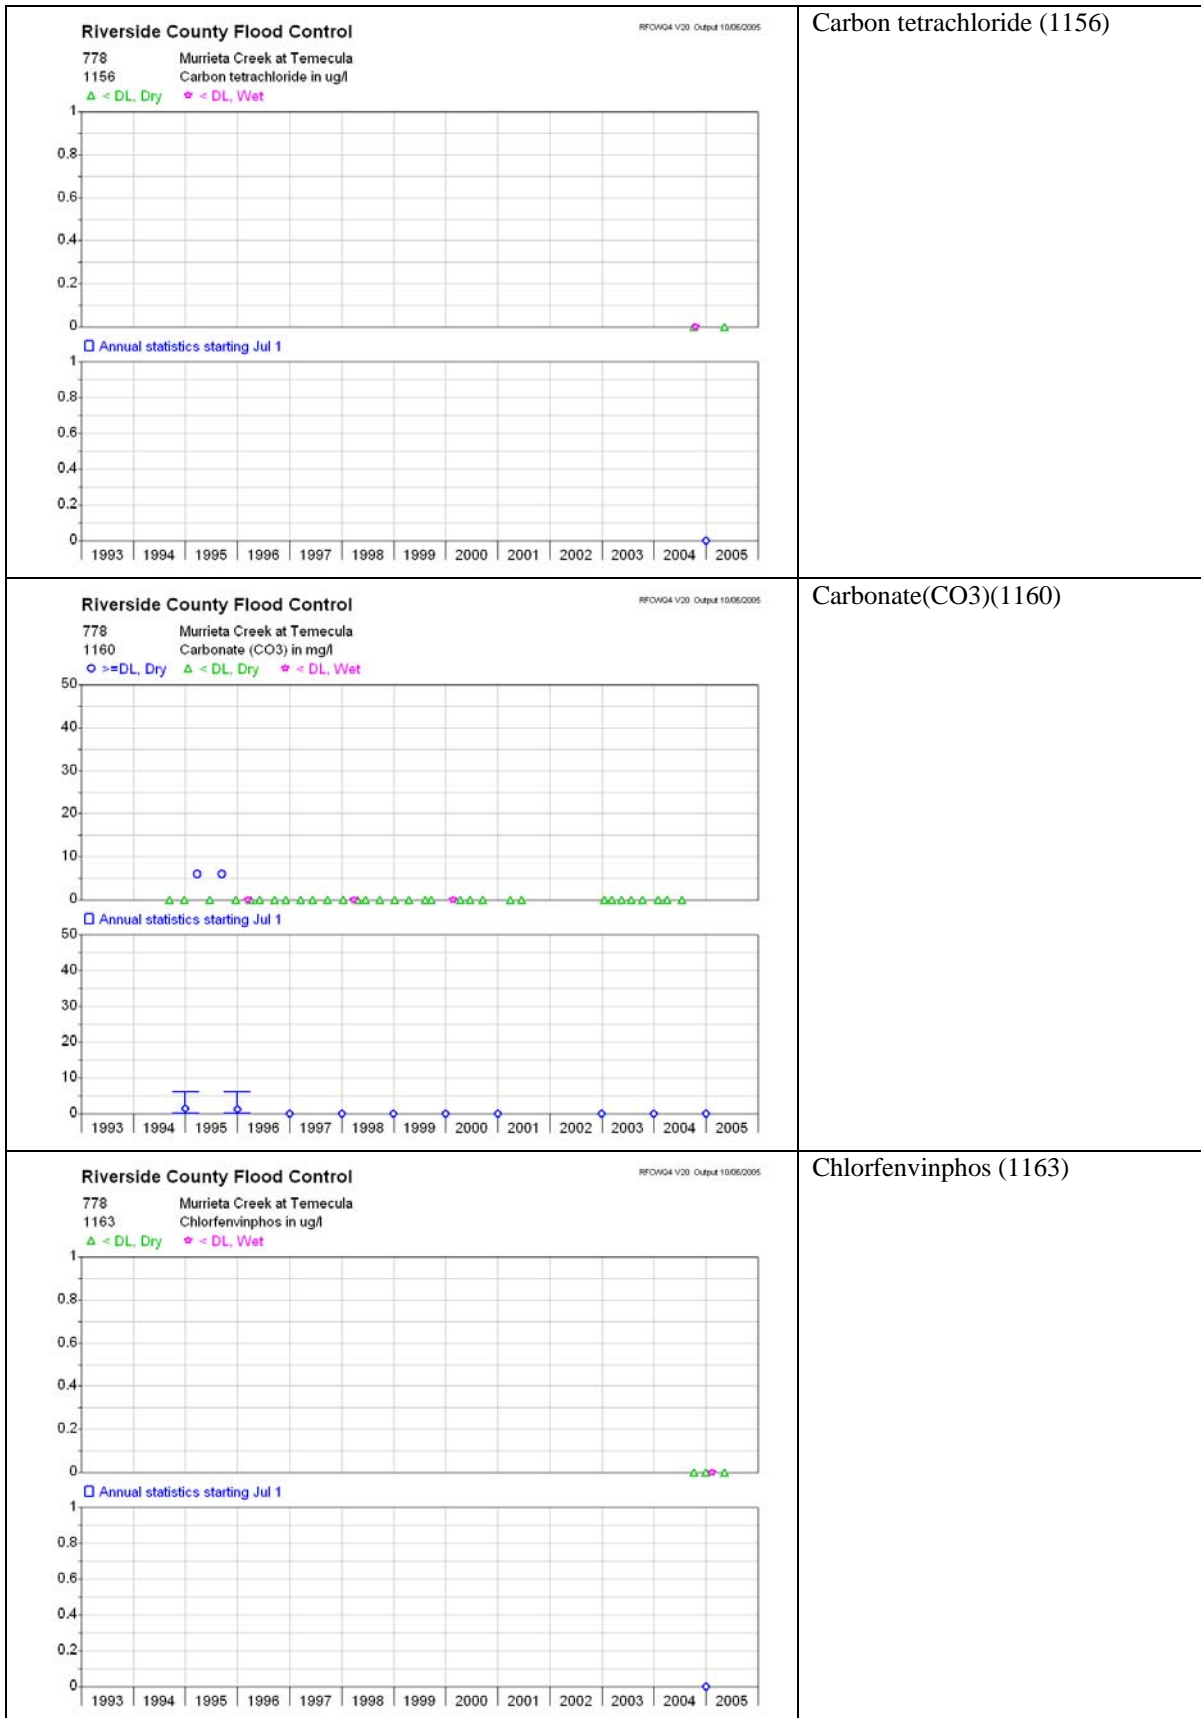 Riverside County Flood Control
RFCWQ4 V20 Output 10/06/2005
778 Murrieta Creek at Temecula
1156 Carbon tetrachloride in ug/l
< DL, Dry < DL, Wet
1
0.8
0.6
0.4
0.2
0
Annual statistics starting Jul 1
1
0.8
0.6
0.4
0.2
0
1993 1994 1995 1996 1997 1998 1999 2000 2001 2002 2003 2004 2005
Carbon tetrachloride (1156)
Riverside County Flood Control
RFCWQ4 V20 Output 10/06/2005
778 Murrieta Creek at Temecula
1160 Carbonate (CO3) in mg/l
>=DL, Dry < DL, Dry < DL, Wet
50
40
30
20
10
0
Annual statistics starting Jul 1
50
40
30
20
10
0
1993 1994 1995 1996 1997 1998 1999 2000 2001 2002 2003 2004 2005
Carbonate(CO3)(1160)
Riverside County Flood Control
RFCWQ4 V20 Output 10/06/2005
778 Murrieta Creek at Temecula
1163 Chlorfenvinphos in ug/l
< DL, Dry < DL, Wet
1
0.8
0.6
0.4
0.2
0
Annual statistics starting Jul 1
1
0.8
0.6
0.4
0.2
0
1993 1994 1995 1996 1997 1998 1999 2000 2001 2002 2003 2004 2005
Chlorfenvinphos (1163)